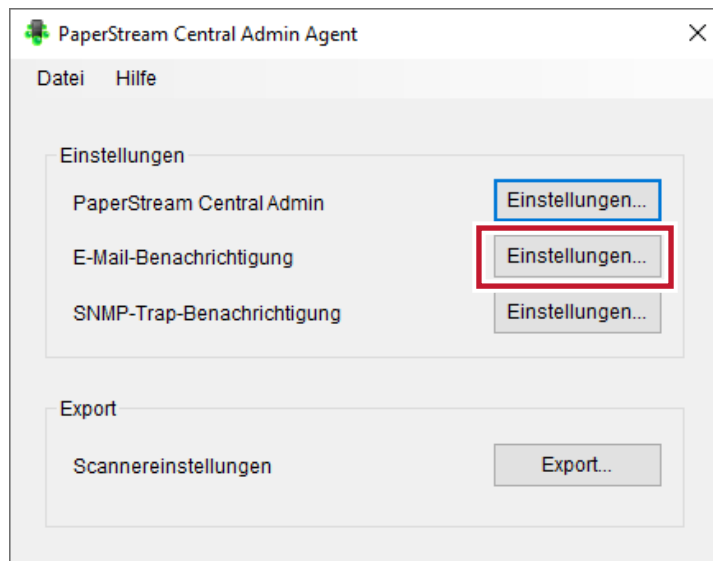 PaperStream Central Admin Agent
Datei Hilfe
Einstellungen
PaperStream Central Admin Einstellungen...
E-Mail-Benachrichtigung Einstellungen...
SNMP-Trap-Benachrichtigung Einstellungen...
Export
Scannereinstellungen Export...